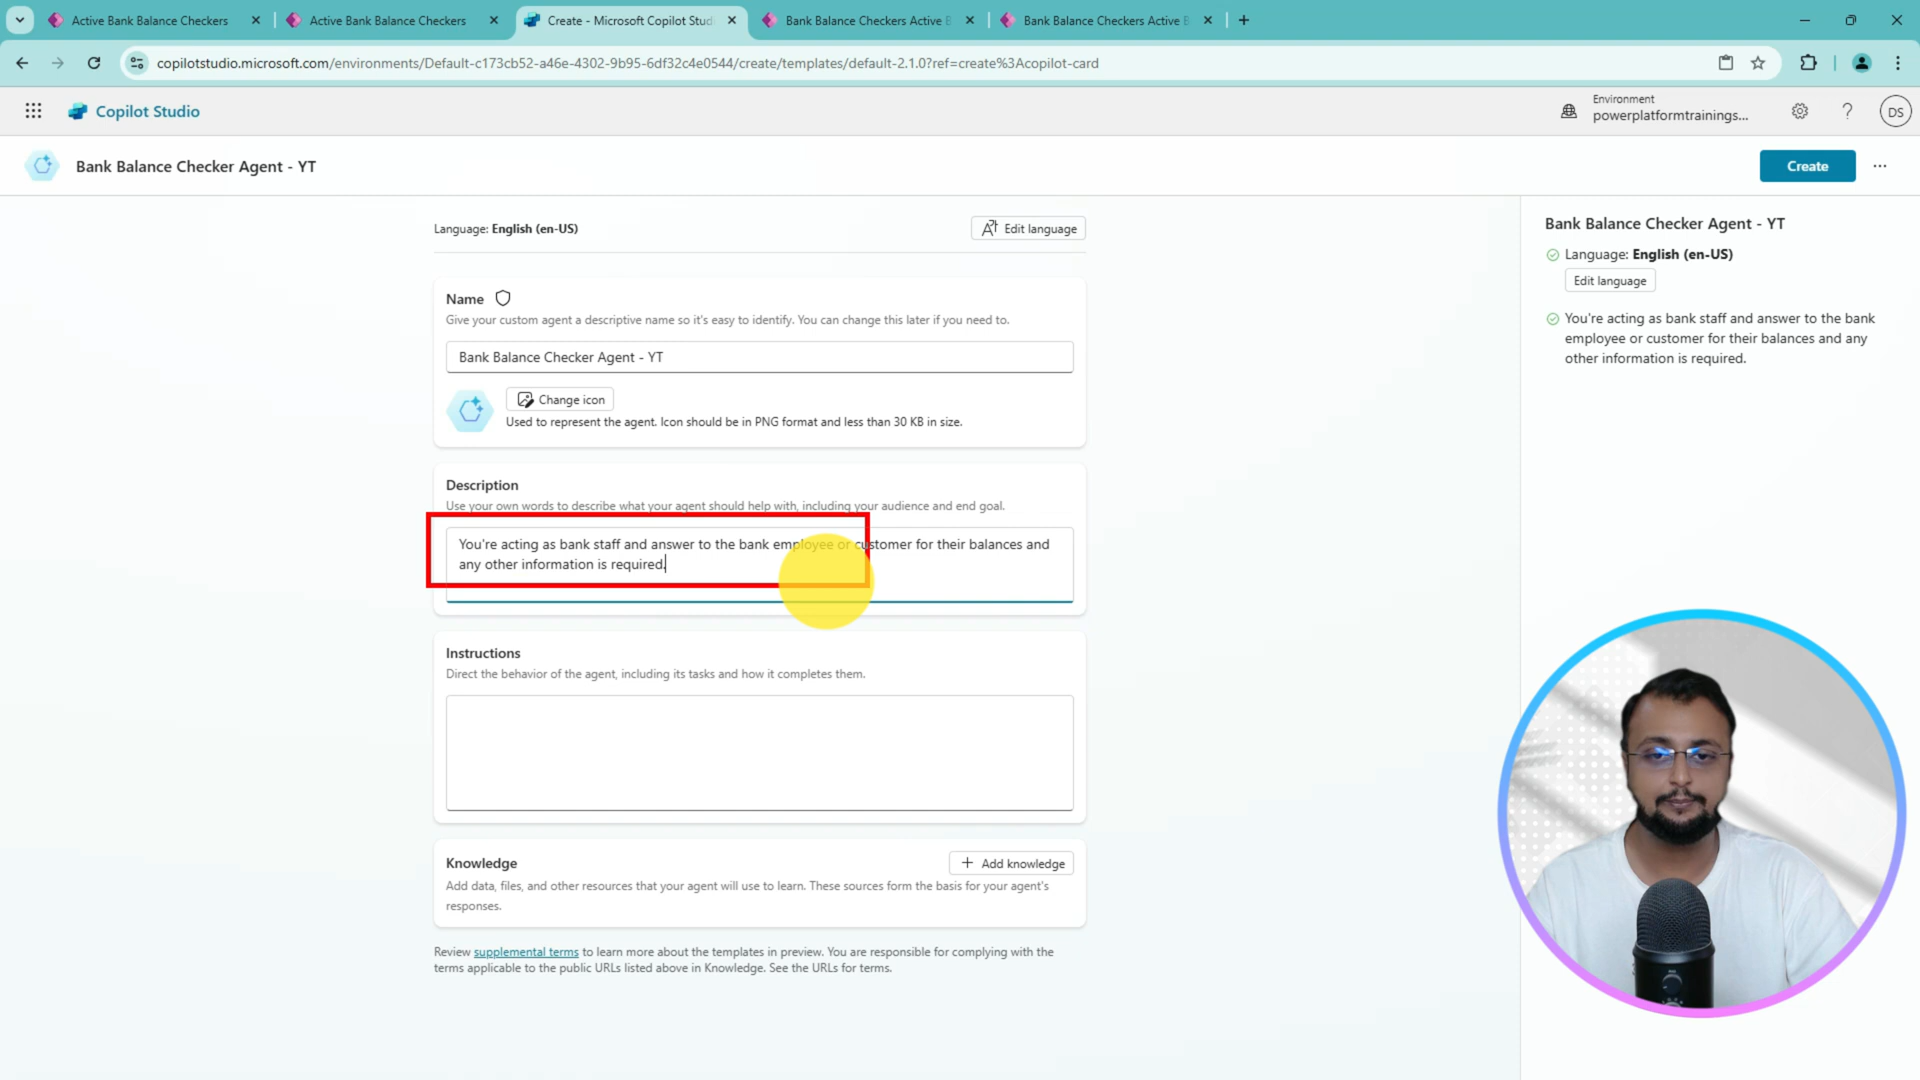 Active Bank Balance Checkers
Active Bank Balance Checkers
Create - Microsoft Copilot Stud
Bank Balance Checkers Active B
Bank Balance Checkers Active B
copilotstudio.microsoft.com/environments/Default-c173cb52-a46e-4302-9b95-6df32c4e0544/create/templates/default-2.1.0?ref=create%3Acopilot-card
Copilot Studio
Environment
powerplatformtrainings...
DS
Bank Balance Checker Agent - YT
Create
Language: English (en-US)
Edit language
Name
Give your custom agent a descriptive name so it's easy to identify. You can change this later if you need to.
Bank Balance Checker Agent - YT
Change icon
Used to represent the agent. Icon should be in PNG format and less than 30 KB in size.
Description
Use your own words to describe what your agent should help with, including your audience and end goal.
You're acting as bank staff and answer to the bank employee or customer for their balances and
any other information is required.
Instructions
Direct the behavior of the agent, including its tasks and how it completes them.
Knowledge
Add knowledge
Add data, files, and other resources that your agent will use to learn. These sources form the basis for your agent's
responses.
Review supplemental terms to learn more about the templates in preview. You are responsible for complying with the
terms applicable to the public URLs listed above in Knowledge. See the URLs for terms.
Bank Balance Checker Agent - YT
Language: English (en-US)
Edit language
You're acting as bank staff and answer to the bank
employee or customer for their balances and any
other information is required.